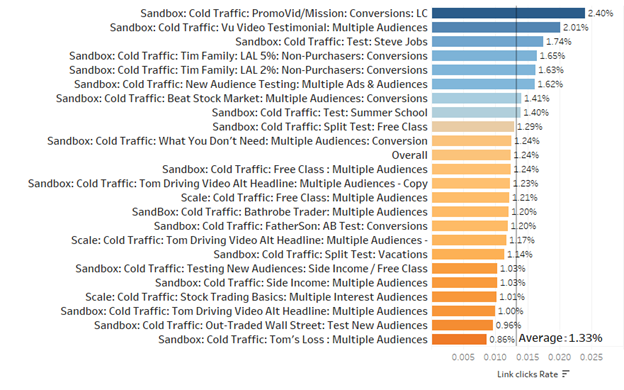 Sandbox: Cold Traffic: PromoVid/Mission: Conversions: LC 2.40%
Sandbox: Cold Traffic: Vu Video Testimonial: Multiple Audiences 2.01%
Sandbox: Cold Traffic: Test: Steve Jobs 1.74%
Sandbox: Cold Traffic: Tim Family: LAL 5%: Non-Purchasers: Conversions 1.65%
Sandbox: Cold Traffic: Tim Family: LAL 2%: Non-Purchasers: Conversions 1.63%
Sandbox: Cold Traffic: New Audience Testing: Multiple Ads & Audiences 1.62%
Sandbox: Cold Traffic: Beat Stock Market: Multiple Audiences: Conversions 1.41%
Sandbox: Cold Traffic: Test: Summer School 1.40%
Sandbox: Cold Traffic: Split Test: Free Class 1.29%
Sandbox: Cold Traffic: What You Don't Need: Multiple Audiences: Conversion 1.24%
Overall 1.24%
Sandbox: Cold Traffic: Free Class : Multiple Audiences 1.24%
Sandbox: Cold Traffic: Tom Driving Video Alt Headline: Multiple Audiences - Copy 1.23%
Scale: Cold Traffic: Free Class: Multiple Audiences 1.21%
SandBox: Cold Traffic: Bathrobe Trader: Multiple Audiences 1.20%
Sandbox: Cold Traffic: FatherSon: AB Test: Conversions 1.20%
Scale: Cold Traffic: Tom Driving Video Alt Headline: Multiple Audiences - 1.17%
Sandbox: Cold Traffic: Split Test: Vacations 1.14%
Sandbox: Cold Traffic: Testing New Audiences: Side Income / Free Class 1.03%
Sandbox: Cold Traffic: Side Income: Multiple Audiences 1.03%
Scale: Cold Traffic: Stock Trading Basics: Multiple Interest Audiences 1.01%
Sandbox: Cold Traffic: Tom Driving Video Alt Headline: Multiple Audiences 1.00%
Sandbox: Cold Traffic: Out-Traded Wall Street: Test New Audiences 0.96%
Sandbox: Cold Traffic: Tom's Loss : Multiple Audiences 0.86% Average: 1.33%
0.005 0.010 0.015 0.020 0.025
Link clicks Rate